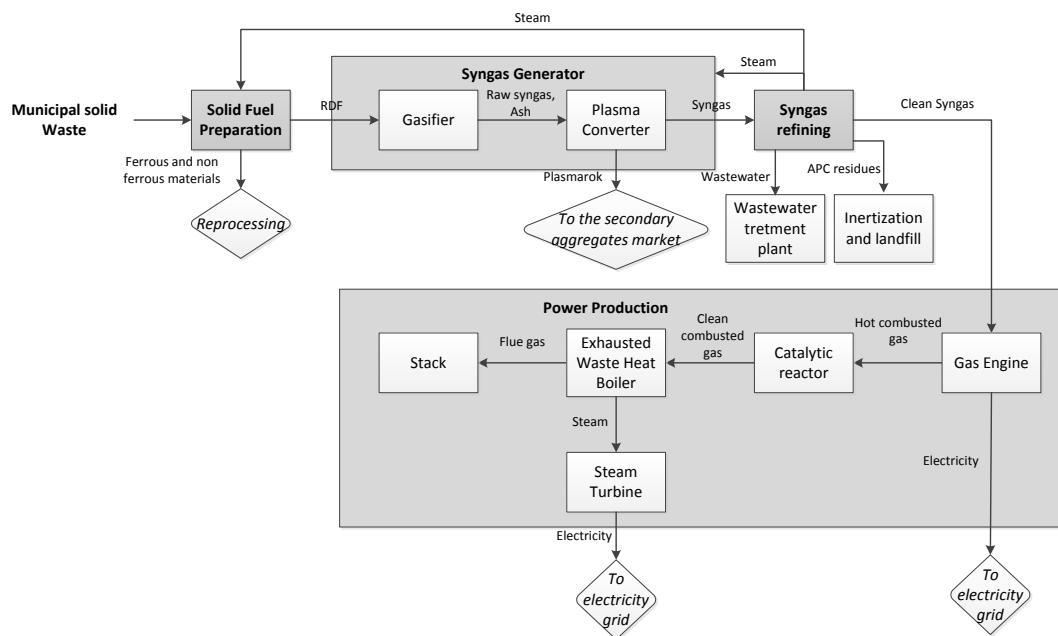 Steam
Steam
Syngas Generator
Municipal solid
Waste
Solid Fuel
Preparation
RDF
Gasifier
Raw syngas,
Ash
Plasma
Converter
Syngas
Syngas
refining
Clean Syngas
Ferrous and non
ferrous materials
Plasmarok
Wastewater
APC residues
Reprocessing
To the secondary
aggregates market
Wastewater
tretment
plant
Inertization
and landfill
Power Production
Stack
Flue gas
Exhausted
Waste Heat
Boiler
Clean
combusted
gas
Catalytic
reactor
Hot combusted
gas
Gas Engine
Steam
Steam
Turbine
Electricity
Electricity
To
electricity
grid
To
electricity
grid